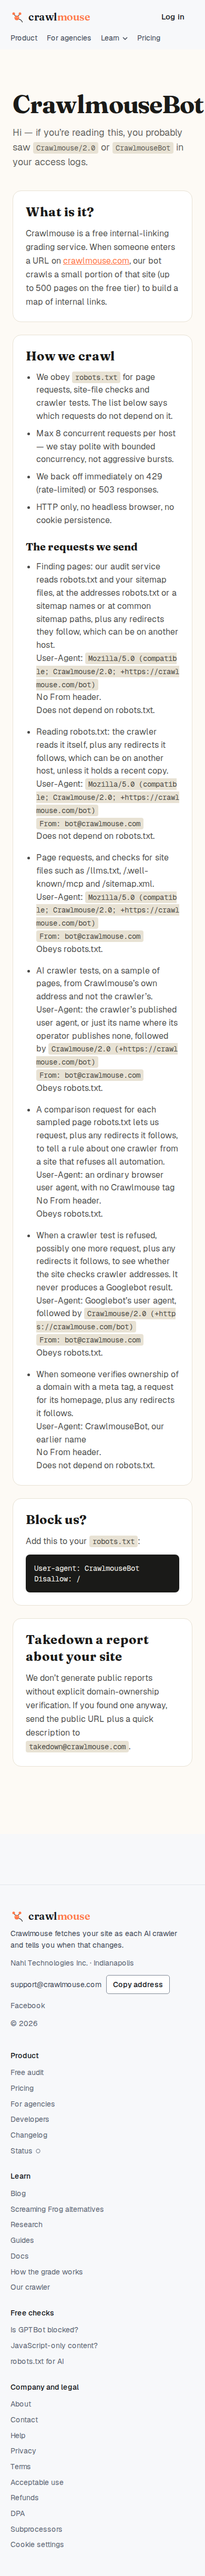 crawlmouse
Log in
Product
For agencies
Learn
Pricing
CrawlmouseBot
Hi — if you're reading this, you probably
saw Crawlmouse/2.0 or CrawlmouseBot in
your access logs.
What is it?
Crawlmouse is a free internal-linking
grading service. When someone enters
a URL on crawlmouse.com, our bot
crawls a small portion of that site (up
to 500 pages on the free tier) to build a
map of internal links.
How we crawl
We obey robots.txt for page
requests, site-file checks and
crawler tests. The list below says
which requests do not depend on it.
Max 8 concurrent requests per host
— we stay polite with bounded
concurrency, not aggressive bursts.
We back off immediately on 429
(rate-limited) or 503 responses.
HTTP only, no headless browser, no
cookie persistence.
The requests we send
Finding pages: our audit service
reads robots.txt and your sitemap
files, at the addresses robots.txt or a
sitemap names or at common
sitemap paths, plus any redirects
they follow, which can be on another
host.
User-Agent: Mozilla/5.0 (compatib
le; Crawlmouse/2.0; +https://crawl
mouse.com/bot)
No From header.
Does not depend on robots.txt.
Reading robots.txt: the crawler
reads it itself, plus any redirects it
follows, which can be on another
host, unless it holds a recent copy.
User-Agent: Mozilla/5.0 (compatib
le; Crawlmouse/2.0; +https://crawl
mouse.com/bot)
From: bot@crawlmouse.com
Does not depend on robots.txt.
Page requests, and checks for site
files such as /llms.txt, /.well-
known/mcp and /sitemap.xml.
User-Agent: Mozilla/5.0 (compatib
le; Crawlmouse/2.0; +https://crawl
mouse.com/bot)
From: bot@crawlmouse.com
Obeys robots.txt.
AI crawler tests, on a sample of
pages, from Crawlmouse's own
address and not the crawler's.
User-Agent: the crawler's published
user agent, or just its name where its
operator publishes none, followed
by Crawlmouse/2.0 (+https://crawl
mouse.com/bot)
From: bot@crawlmouse.com
Obeys robots.txt.
A comparison request for each
sampled page robots.txt lets us
request, plus any redirects it follows,
to tell a rule about one crawler from
a site that refuses all automation.
User-Agent: an ordinary browser
user agent, with no Crawlmouse tag
No From header.
Obeys robots.txt.
When a crawler test is refused,
possibly one more request, plus any
redirects it follows, to see whether
the site checks crawler addresses. It
never produces a Googlebot result.
User-Agent: Googlebot's user agent,
followed by Crawlmouse/2.0 (+http
s://crawlmouse.com/bot)
From: bot@crawlmouse.com
Obeys robots.txt.
When someone verifies ownership of
a domain with a meta tag, a request
for its homepage, plus any redirects
it follows.
User-Agent: CrawlmouseBot, our
earlier name
No From header.
Does not depend on robots.txt.
Block us?
Add this to your robots.txt:
User-agent: CrawlmouseBot
Disallow: /
Takedown a report
about your site
We don't generate public reports
without explicit domain-ownership
verification. If you found one anyway,
send the public URL plus a quick
description to
takedown@crawlmouse.com.
crawlmouse
Crawlmouse fetches your site as each AI crawler
and tells you when that changes.
Nahl Technologies Inc. · Indianapolis
support@crawlmouse.com
Copy address
Facebook
© 2026
Product
Free audit
Pricing
For agencies
Developers
Changelog
Status
Learn
Blog
Screaming Frog alternatives
Research
Guides
Docs
How the grade works
Our crawler
Free checks
Is GPTBot blocked?
JavaScript-only content?
robots.txt for AI
Company and legal
About
Contact
Help
Privacy
Terms
Acceptable use
Refunds
DPA
Subprocessors
Cookie settings